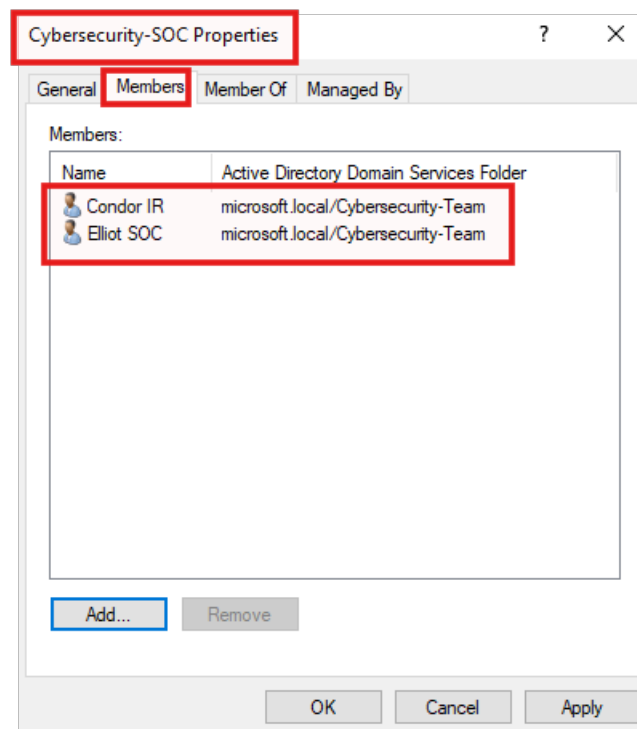 Cybersecurity-SOC Properties ? X
General Members Member Of Managed By
Members:
Name Active Directory Domain Services Folder
Condor IR microsoft.local/Cybersecurity-Team
Elliot SOC microsoft.local/Cybersecurity-Team
Add... Remove
OK Cancel Apply